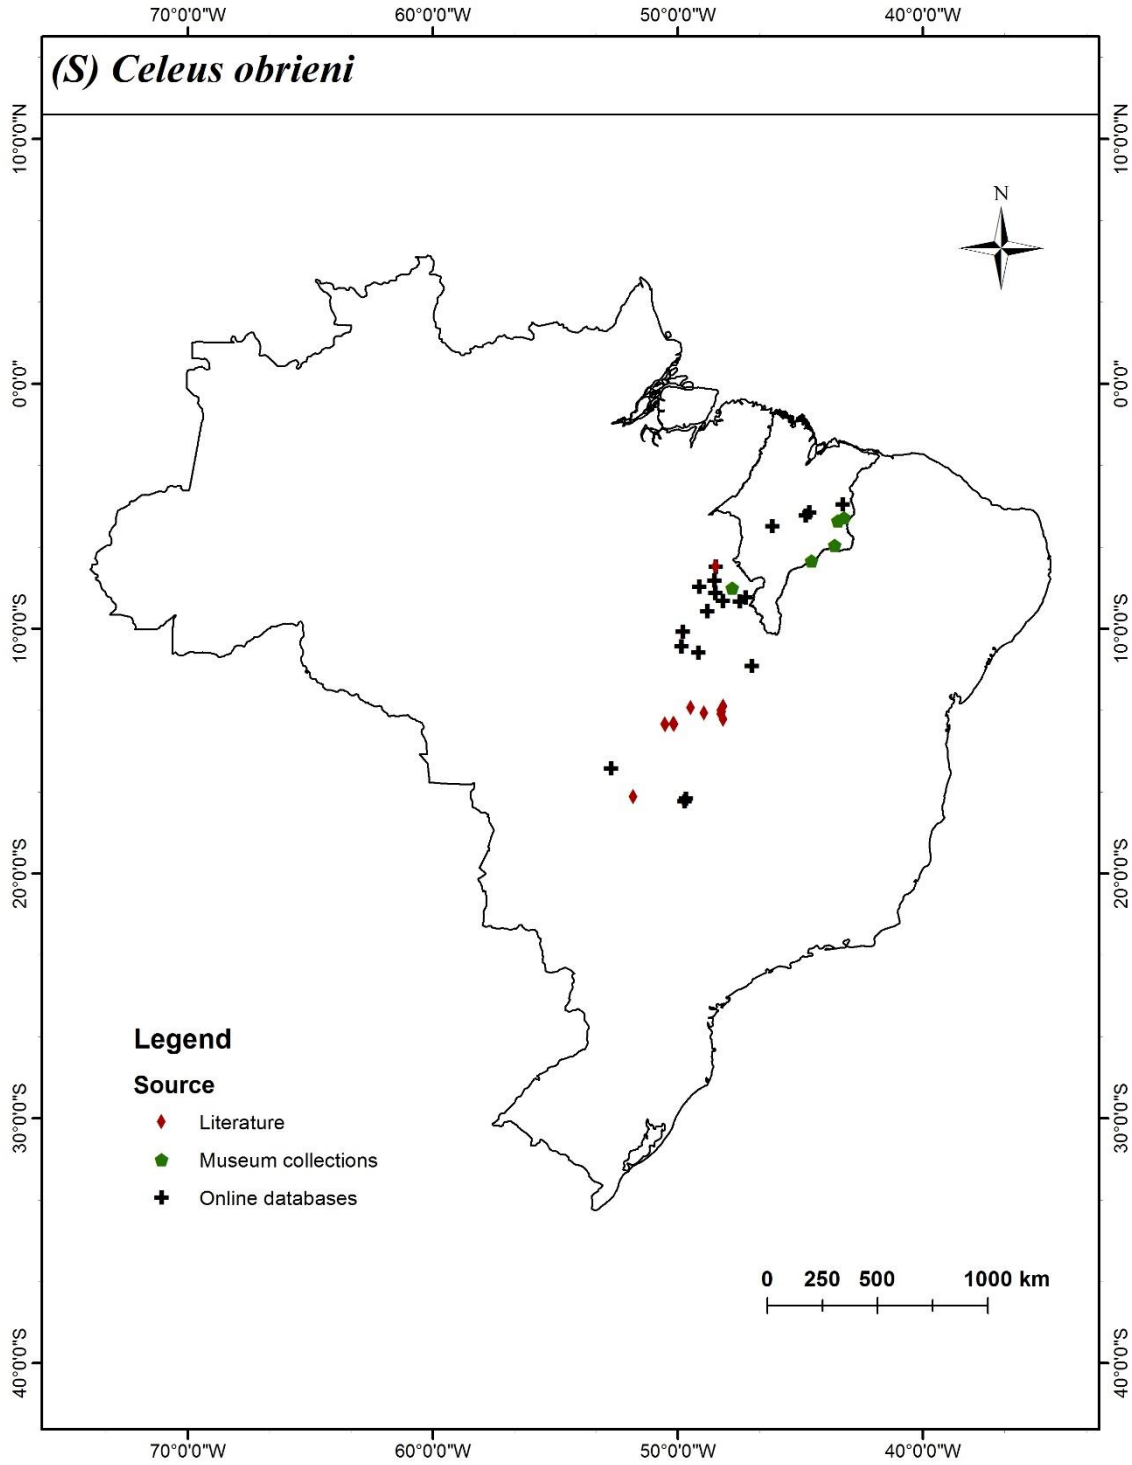 70°0'0"W 60°0'0"W 50°0'0"W 40°0'0"W
(S) Celeus obrieni
10°0'0"N 10°0'0"N
N
0°0'0" 0°0'0"
10°0'0"S 10°0'0"S
20°0'0"S 20°0'0"S
Legend
Source
Literature
Museum collections
Online databases
30°0'0"S 30°0'0"S
0 250 500 1000 km
40°0'0"S 40°0'0"S
70°0'0"W 60°0'0"W 50°0'0"W 40°0'0"W